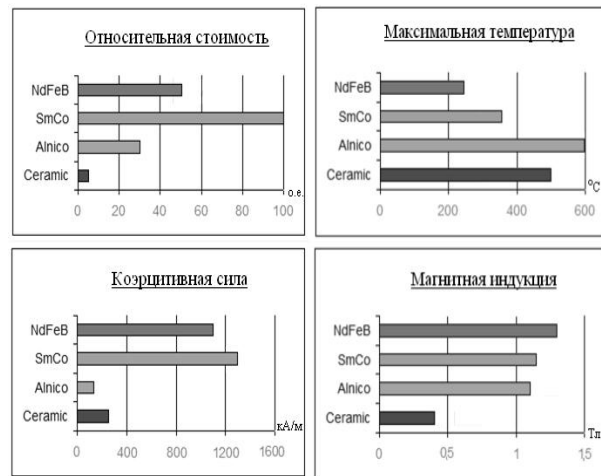 Относительная стоимость
NdFeB
SmCo
Alnico
Ceramic
0 20 40 60 80 100
о.е.
Максимальная температура
NdFeB
SmCo
Alnico
Ceramic
°C
0 200 400 600
Коэрцитивная сила
NdFeB
SmCo
Alnico
Ceramic
0 400 800 1200 1600
кА/м
Магнитная индукция
NdFeB
SmCo
Alnico
Ceramic
Тл
0 0,5 1 1,5